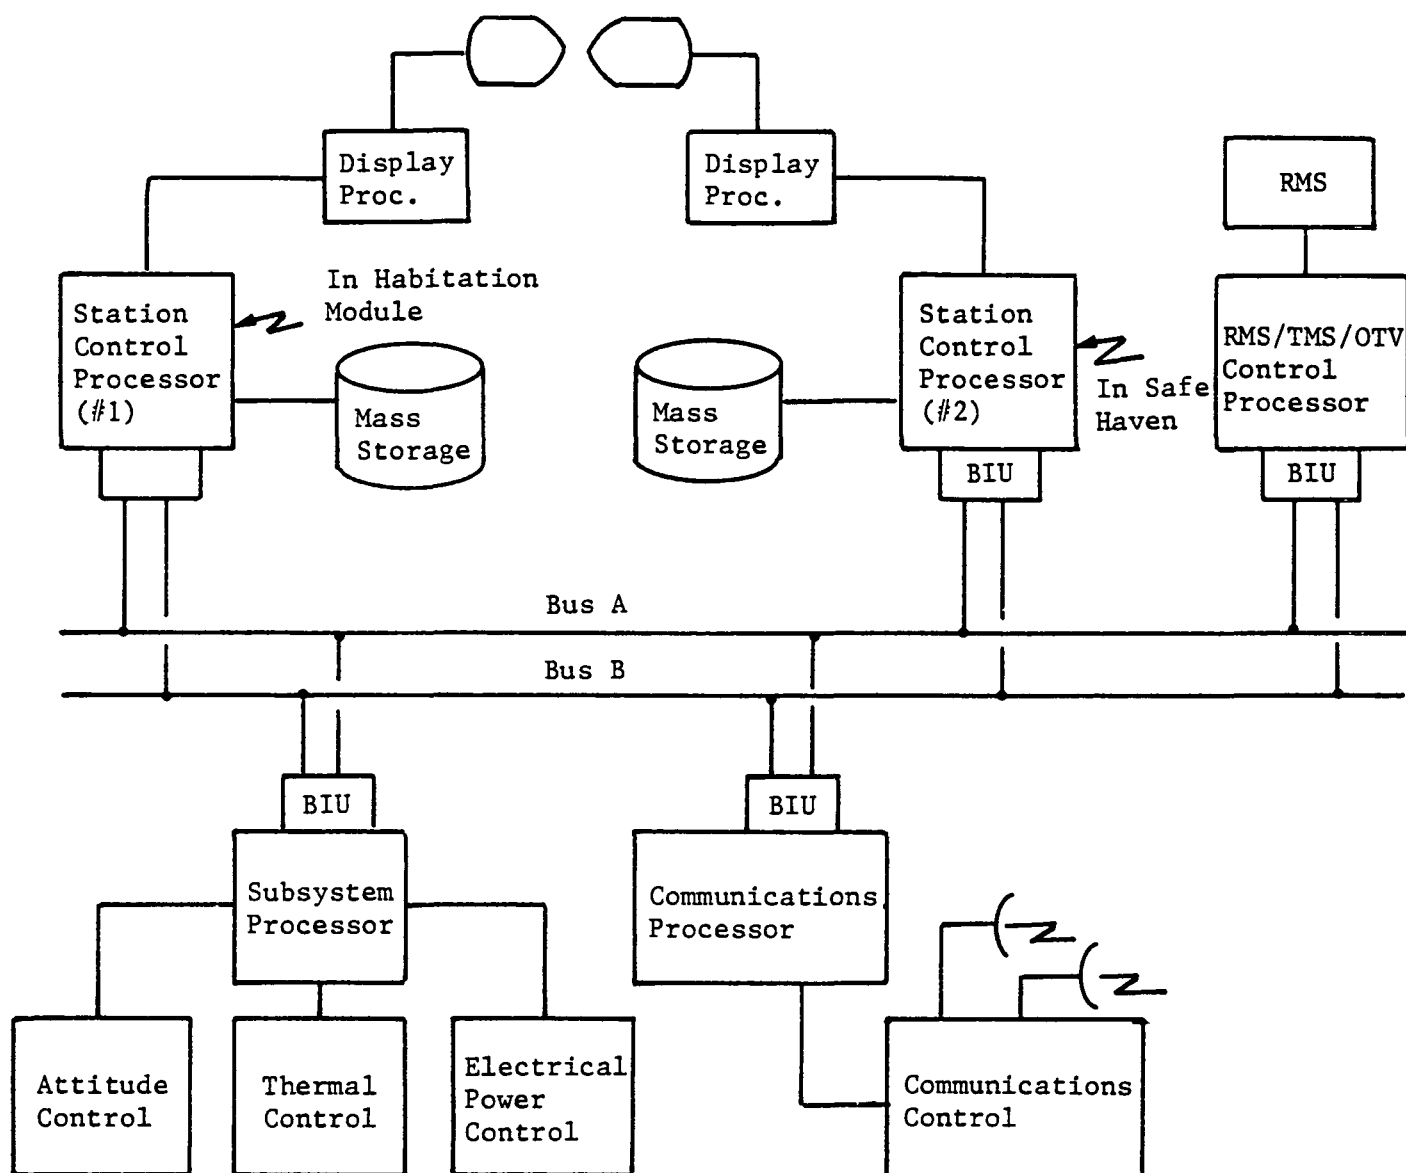 Display
Proc.
Display
Proc.
RMS
In Habitation
Module
Station
Control
Processor
(#1)
Mass
Storage
Mass
Storage
Station
Control
Processor
(#2)
In Safe
Haven
RMS/TMS/OTV
Control
Processor
BIU
BIU
Bus A
Bus B
BIU
BIU
Subsystem
Processor
Communications
Processor
Attitude
Control
Thermal
Control
Electrical
Power
Control
Communications
Control